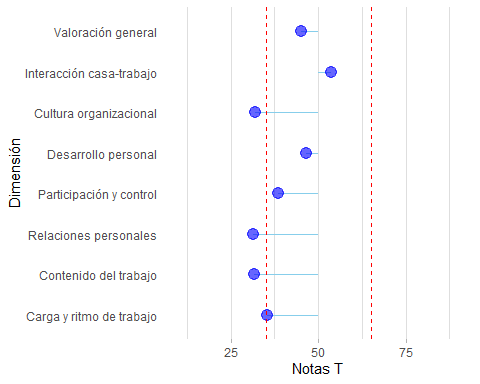 Valoración general
Interacción casa-trabajo
Cultura organizacional
Desarrollo personal
Participación y control
Relaciones personales
Contenido del trabajo
Carga y ritmo de trabajo
Dimensión
25 50 75
Notas T